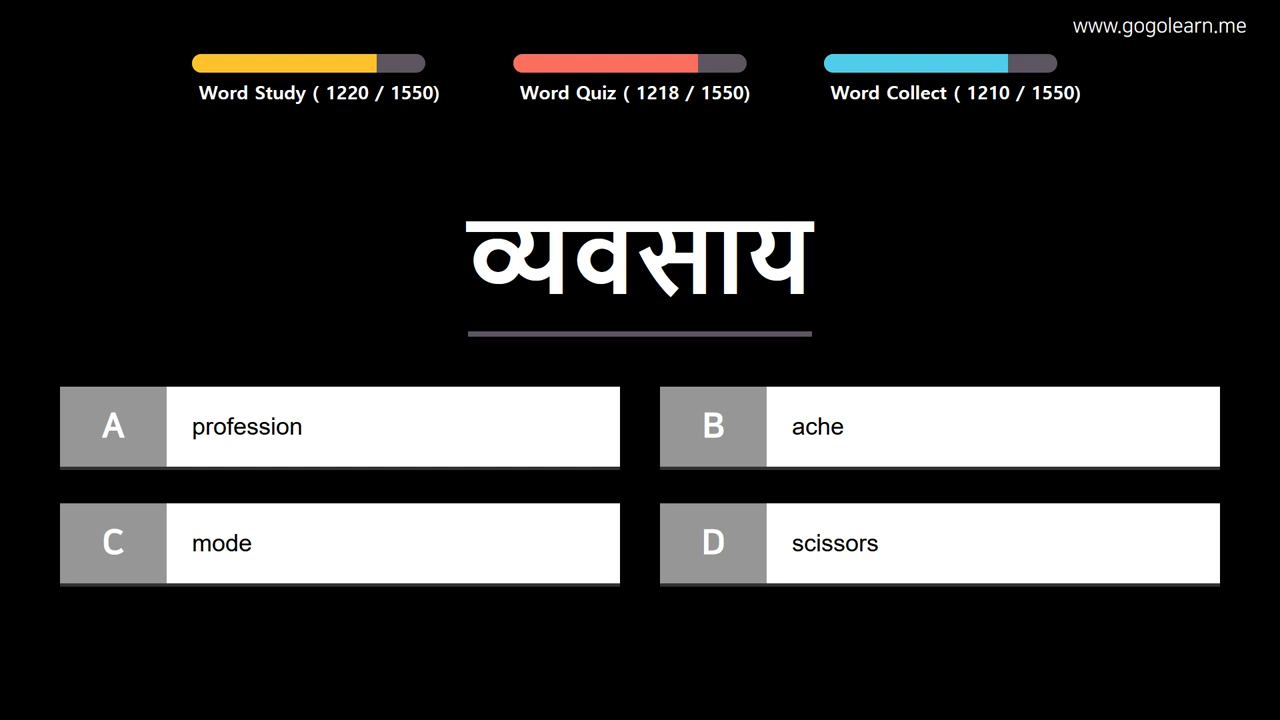 www.gogolearn.me
Word Study ( 1220 / 1550)
Word Quiz ( 1218 / 1550)
Word Collect ( 1210 / 1550)
व्यवसाय
A profession
B ache
C mode
D scissors